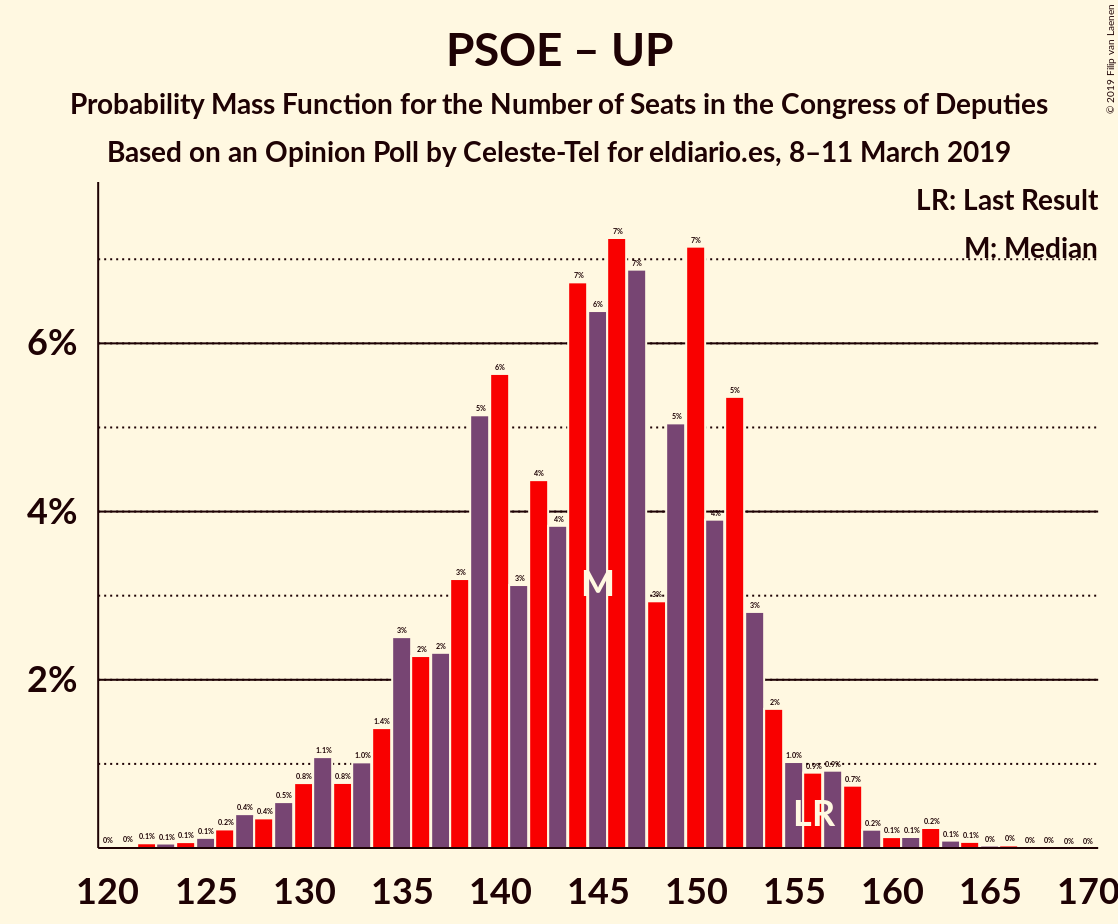 PSOE – UP
Probability Mass Function for the Number of Seats in the Congress of Deputies
Based on an Opinion Poll by Celeste-Tel for eldiario.es, 8–11 March 2019
© 2019 Filip van Laenen
LR: Last Result
M: Median
6%
4%
2%
0% 0% 0.1% 0.1% 0.1% 0.1% 0.2% 0.4% 0.4% 0.5% 0.8% 1.1% 0.8% 1.0% 1.4% 3% 2% 2% 3% 5% 6% 3% 4% 4% 7% 6% 7% 7% 3% 5% 7% 4% 5% 3% 2% 1.0% 0.9% 0.9% 0.7% 0.2% 0.1% 0.1% 0.2% 0.1% 0.1% 0% 0% 0% 0% 0% 0%
M
LR
120 125 130 135 140 145 150 155 160 165 170